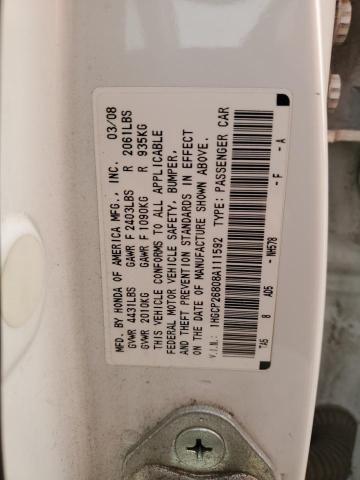 MFD. BY HONDA OF AMERICA MFG., INC. 03/08
GVWR 4431LBS GAWR F 2403LBS R 2061LBS
GVWR 2010KG GAWR F 1090KG R 935KG
THIS VEHICLE CONFORMS TO ALL APPLICABLE
FEDERAL MOTOR VEHICLE SAFETY, BUMPER,
AND THEFT PREVENTION STANDARDS IN EFFECT
ON THE DATE OF MANUFACTURE SHOWN ABOVE.
V.I.N.: 1HGCP26808A111592 TYPE: PASSENGER CAR
TA5 8 AD5 - NH578 - F - A